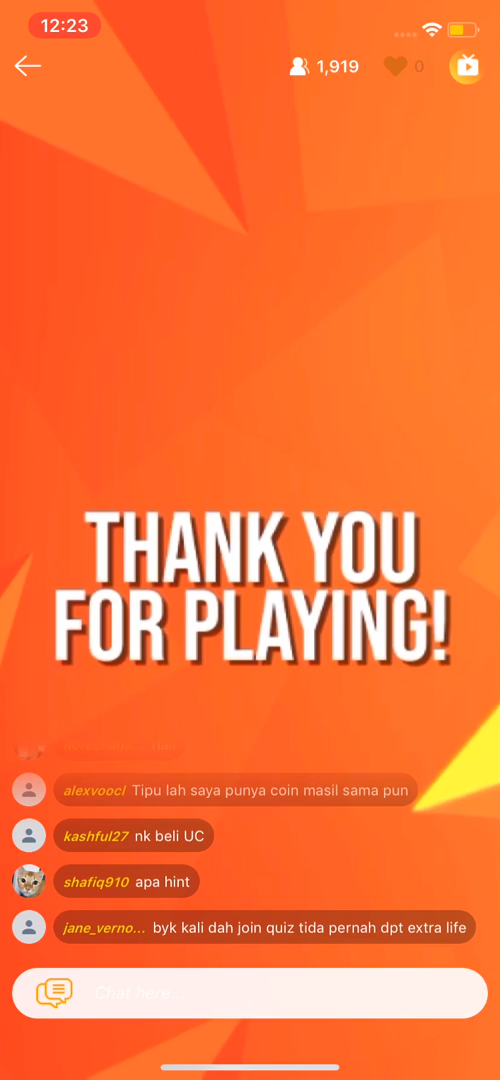 12:23
1,919
0
THANK YOU
FOR PLAYING!
alexvoocl Tipu lah saya punya coin masil sama pun
kashful27 nk beli UC
shafiq910 apa hint
jane_verno... byk kali dah join quiz tida pernah dpt extra life
Chat here...